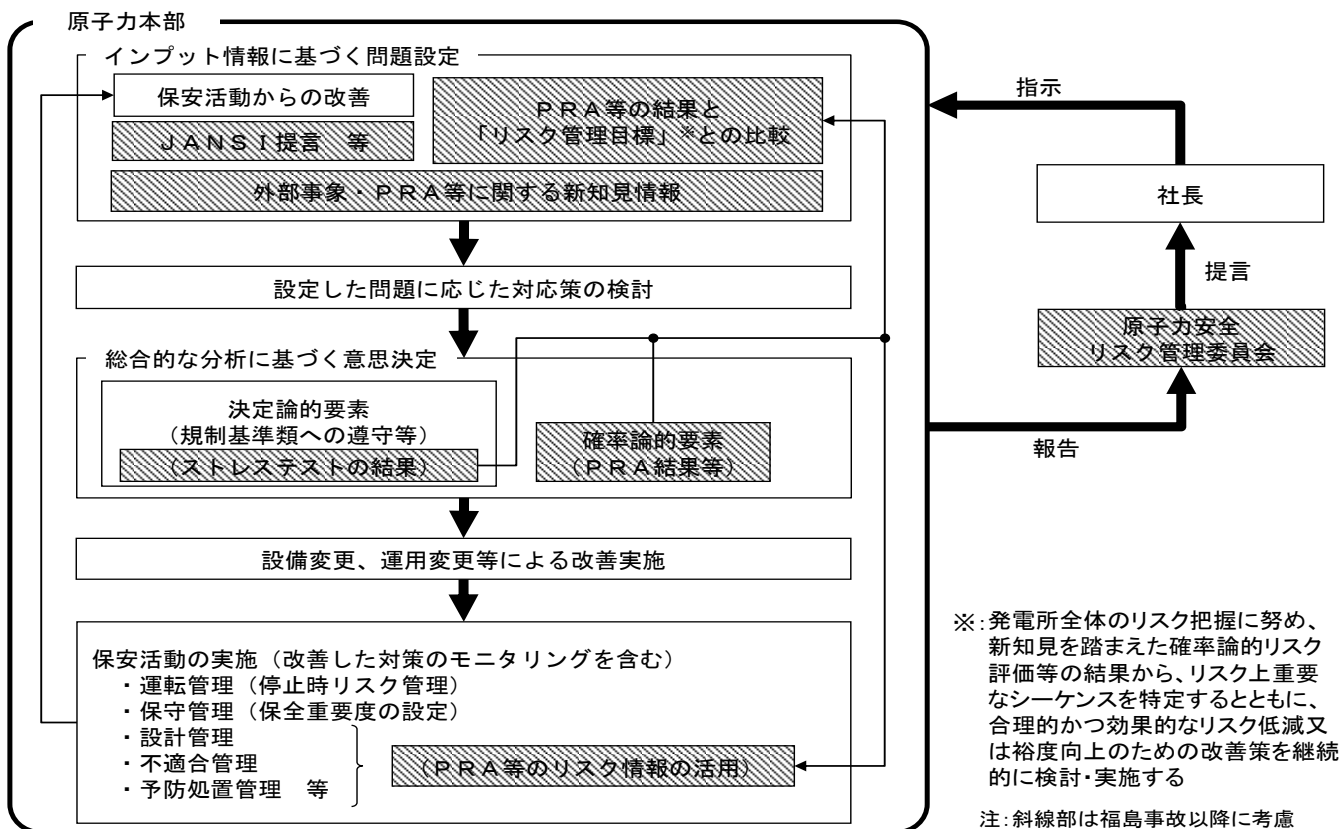 原子力本部
インプット情報に基づく問題設定
保安活動からの改善
JANSI提言　等
PRA等の結果と
「リスク管理目標」※との比較
外部事象・PRA等に関する新知見情報
設定した問題に応じた対応策の検討
総合的な分析に基づく意思決定
決定論的要素
(規制基準類への遵守等)
(ストレステストの結果)
確率論的要素
(PRA結果等)
設備変更、運用変更等による改善実施
保安活動の実施(改善した対策のモニタリングを含む)
・運転管理(停止時リスク管理)
・保守管理(保全重要度の設定)
・設計管理
・不適合管理
・予防処置管理　等
(PRA等のリスク情報の活用)
指示
社長
提言
原子力安全
リスク管理委員会
報告
※:発電所全体のリスク把握に努め、
新知見を踏まえた確率論的リスク
評価等の結果から、リスク上重要
なシーケンスを特定するとともに、
合理的かつ効果的なリスク低減又
は裕度向上のための改善策を継続
的に検討・実施する
注:斜線部は福島事故以降に考慮